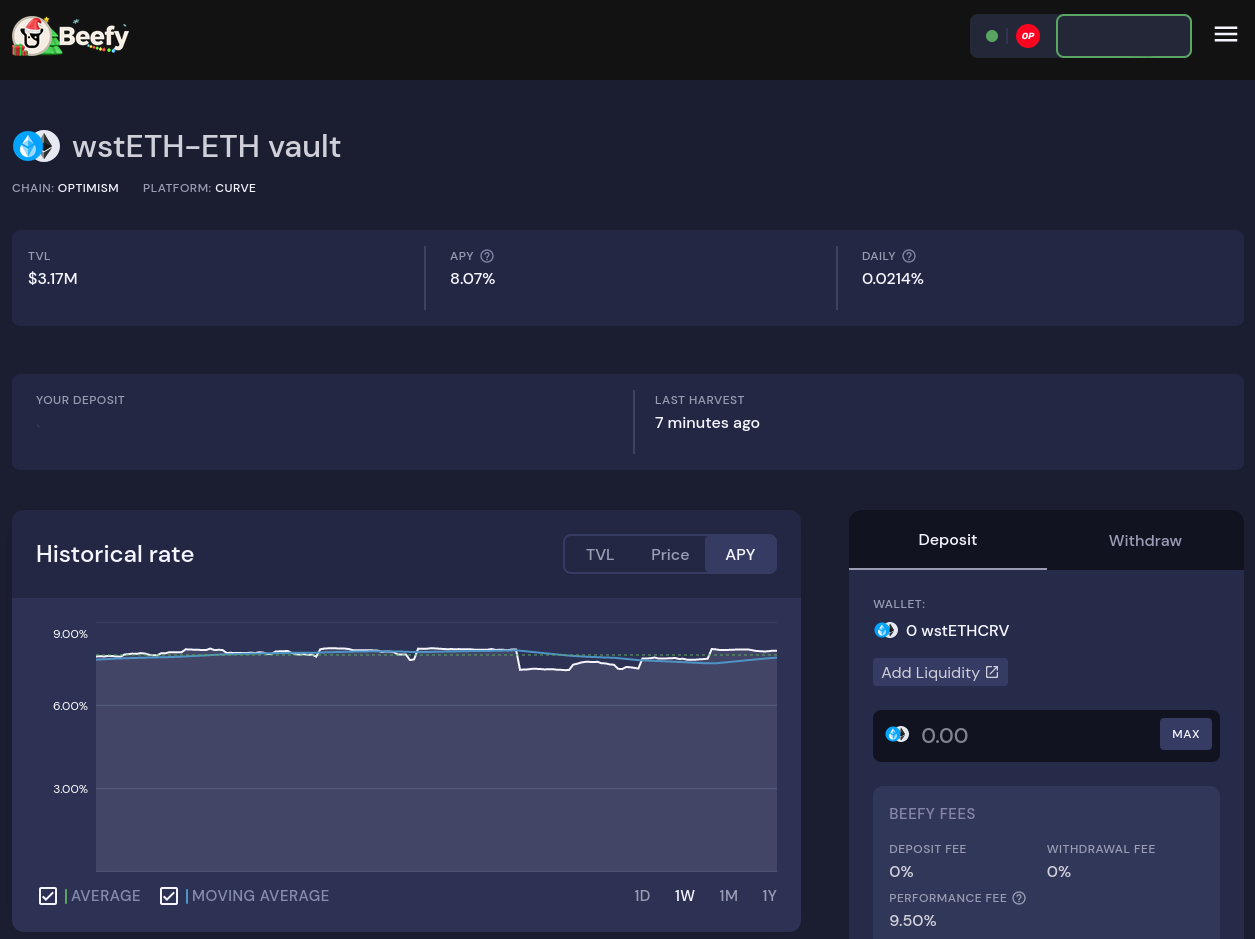 Beefy
OP
wstETH-ETH vault
CHAIN: OPTIMISM PLATFORM: CURVE
TVL
$3.17M
APY
8.07%
DAILY
0.0214%
YOUR DEPOSIT
LAST HARVEST
7 minutes ago
Historical rate
TVL Price APY
9.00%
6.00%
3.00%
AVERAGE MOVING AVERAGE
1D 1W 1M 1Y
Deposit Withdraw
WALLET:
0 wstETHCRV
Add Liquidity
0.00 MAX
BEEFY FEES
DEPOSIT FEE
0%
WITHDRAWAL FEE
0%
PERFORMANCE FEE
9.50%